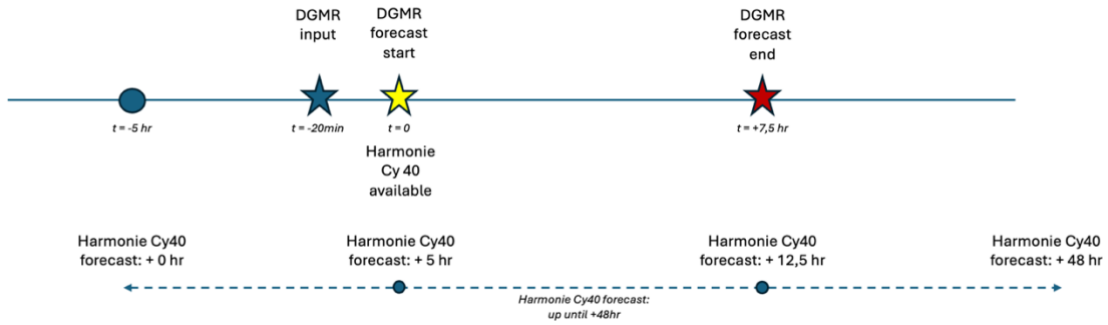 DGMR
input
DGMR
forecast
start
DGMR
forecast
end
t = -5 hr
t = -20min
t = 0
t = +7,5 hr
Harmonie
Cy 40
available
Harmonie Cy40
forecast: + 0 hr
Harmonie Cy40
forecast: + 5 hr
Harmonie Cy40
forecast: + 12,5 hr
Harmonie Cy40
forecast: + 48 hr
Harmonie Cy40 forecast:
up until +48hr